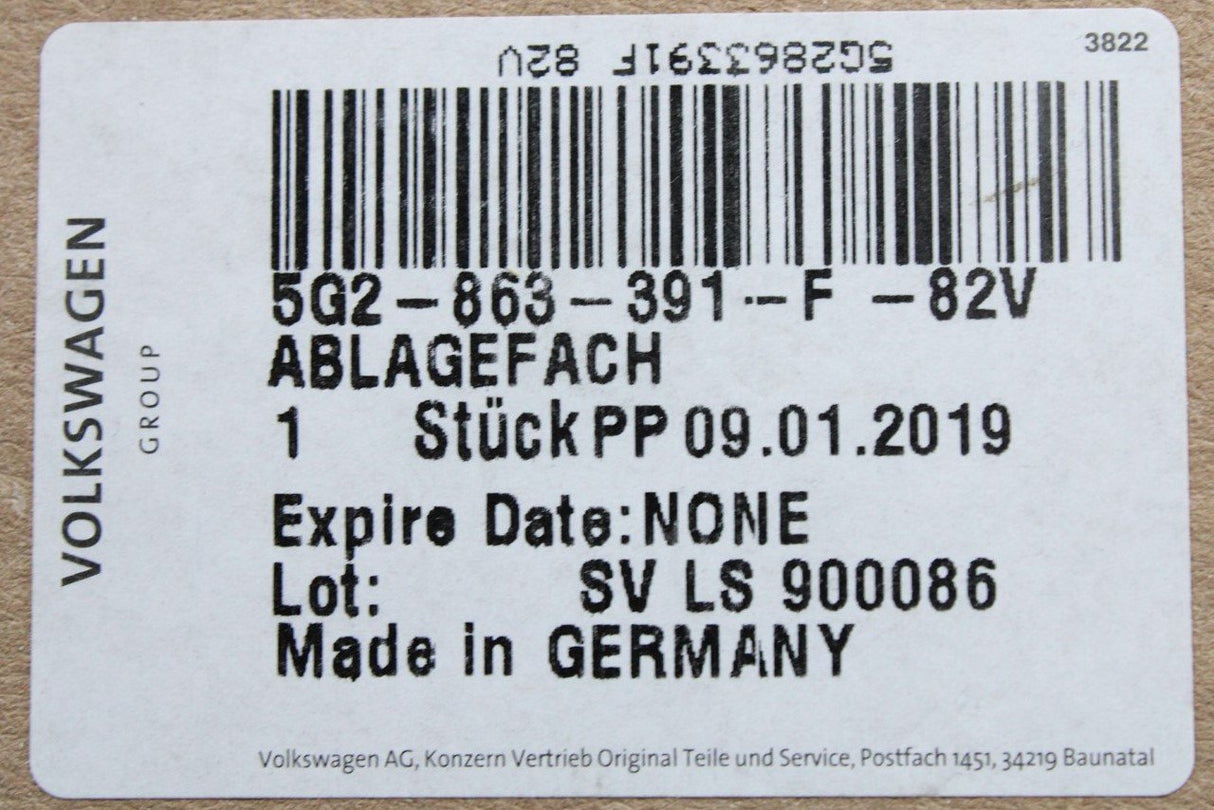 3822
5G2863391F 82V
5G2-863-391-F -82V
ABLAGEFACH
1 Stück PP 09.01.2019
Expire Date:NONE
Lot: SV LS 900086
Made in GERMANY
VOLKSWAGEN
GROUP
Volkswagen AG, Konzern Vertrieb Original Teile und Service, Postfach 1451, 34219 Baunatal